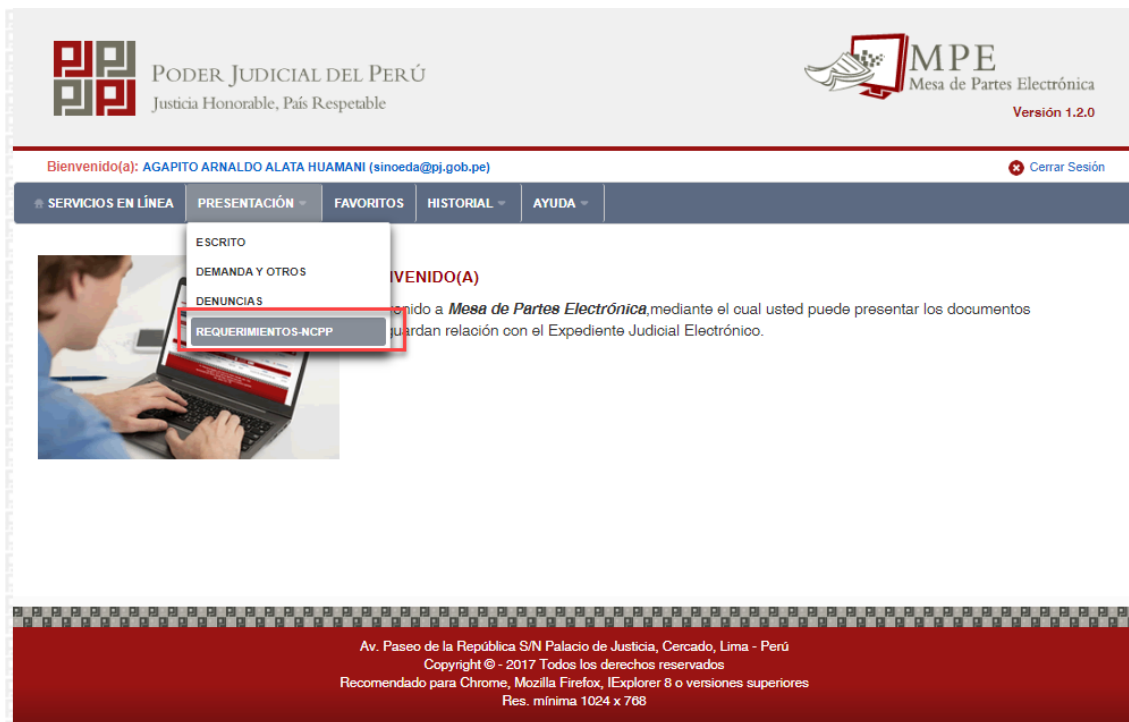 PODER JUDICIAL DEL PERÚ
Justicia Honorable, País Respetable
MPE
Mesa de Partes Electrónica
Versión 1.2.0
Bienvenido(a): AGAPITO ARNALDO ALATA HUAMANI (sinoeda@pj.gob.pe)
Cerrar Sesión
SERVICIOS EN LÍNEA PRESENTACIÓN FAVORITOS HISTORIAL AYUDA
ESCRITO
DEMANDA Y OTROS
DENUNCIAS
REQUERIMIENTOS-NCPP
VENIDO(A)
a Mesa de Partes Electrónica,mediante el cual usted puede presentar los documentos
guardan relación con el Expediente Judicial Electrónico.
Av. Paseo de la República S/N Palacio de Justicia, Cercado, Lima - Perú
Copyright © - 2017 Todos los derechos reservados
Recomendado para Chrome, Mozilla Firefox, IExplorer 8 o versiones superiores
Res. mínima 1024 x 768